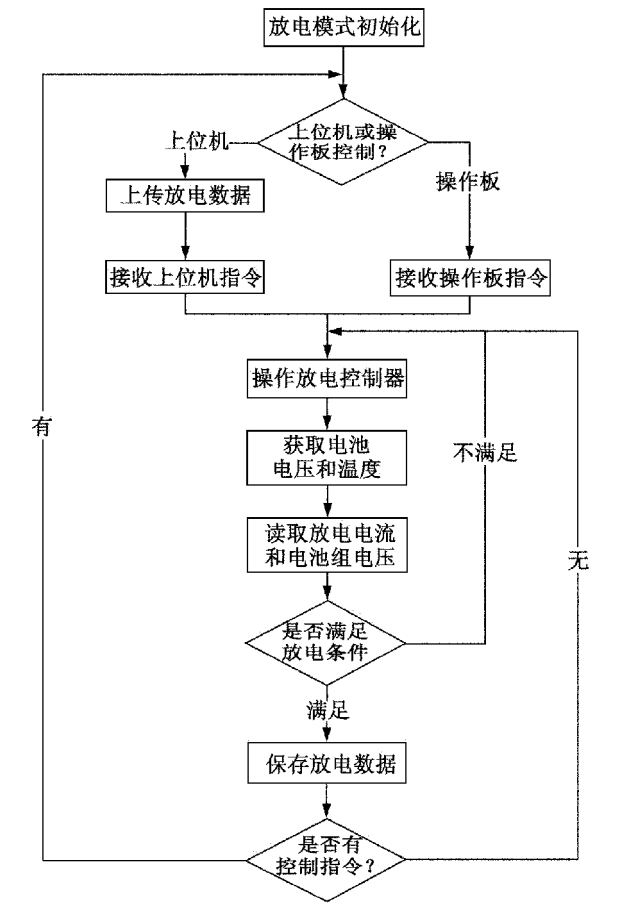 放电模式初始化
上位机或操
作板控制?
上位机
操作板
上传放电数据
接收上位机指令
接收操作板指令
操作放电控制器
有
获取电池
电压和温度
不满足
读取放电电流
和电池组电压
无
是否满足
放电条件
满足
保存放电数据
是否有
控制指令?